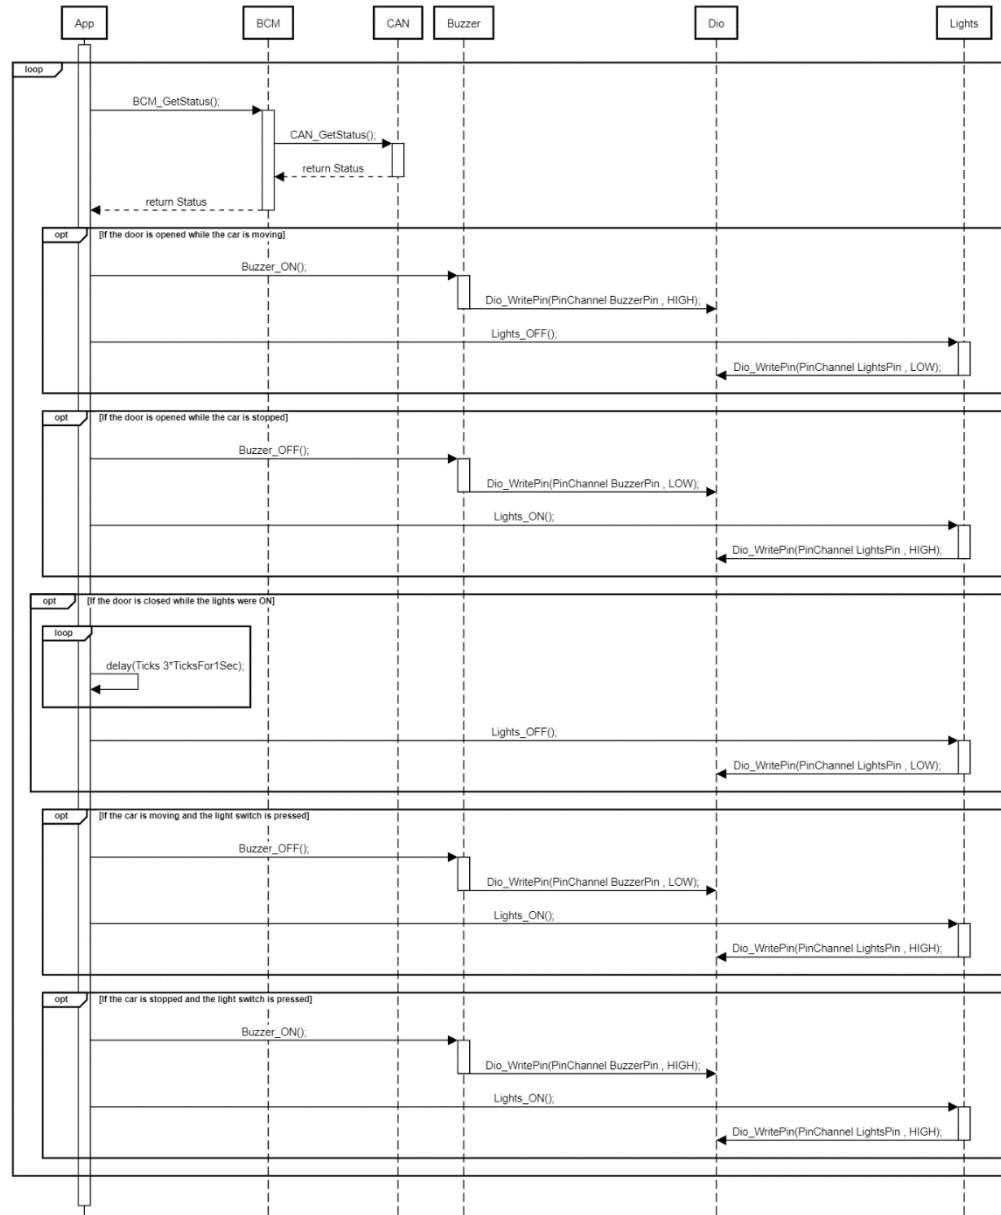 App
BCM
CAN
Buzzer
Dio
Lights
loop
BCM_GetStatus();
CAN_GetStatus();
return Status
return Status
opt [If the door is opened while the car is moving]
Buzzer_ON();
Dio_WritePin(PinChannel BuzzerPin , HIGH);
Lights_OFF();
Dio_WritePin(PinChannel LightsPin , LOW);
opt [If the door is opened while the car is stopped]
Buzzer_OFF();
Dio_WritePin(PinChannel BuzzerPin , LOW);
Lights_ON();
Dio_WritePin(PinChannel LightsPin , HIGH);
opt [If the door is closed while the lights were ON]
loop
delay(Ticks 3*TicksFor1Sec);
Lights_OFF();
Dio_WritePin(PinChannel LightsPin , LOW);
opt [If the car is moving and the light switch is pressed]
Buzzer_OFF();
Dio_WritePin(PinChannel BuzzerPin , LOW);
Lights_ON();
Dio_WritePin(PinChannel LightsPin , HIGH);
opt [If the car is stopped and the light switch is pressed]
Buzzer_ON();
Dio_WritePin(PinChannel BuzzerPin , HIGH);
Lights_ON();
Dio_WritePin(PinChannel LightsPin , HIGH);